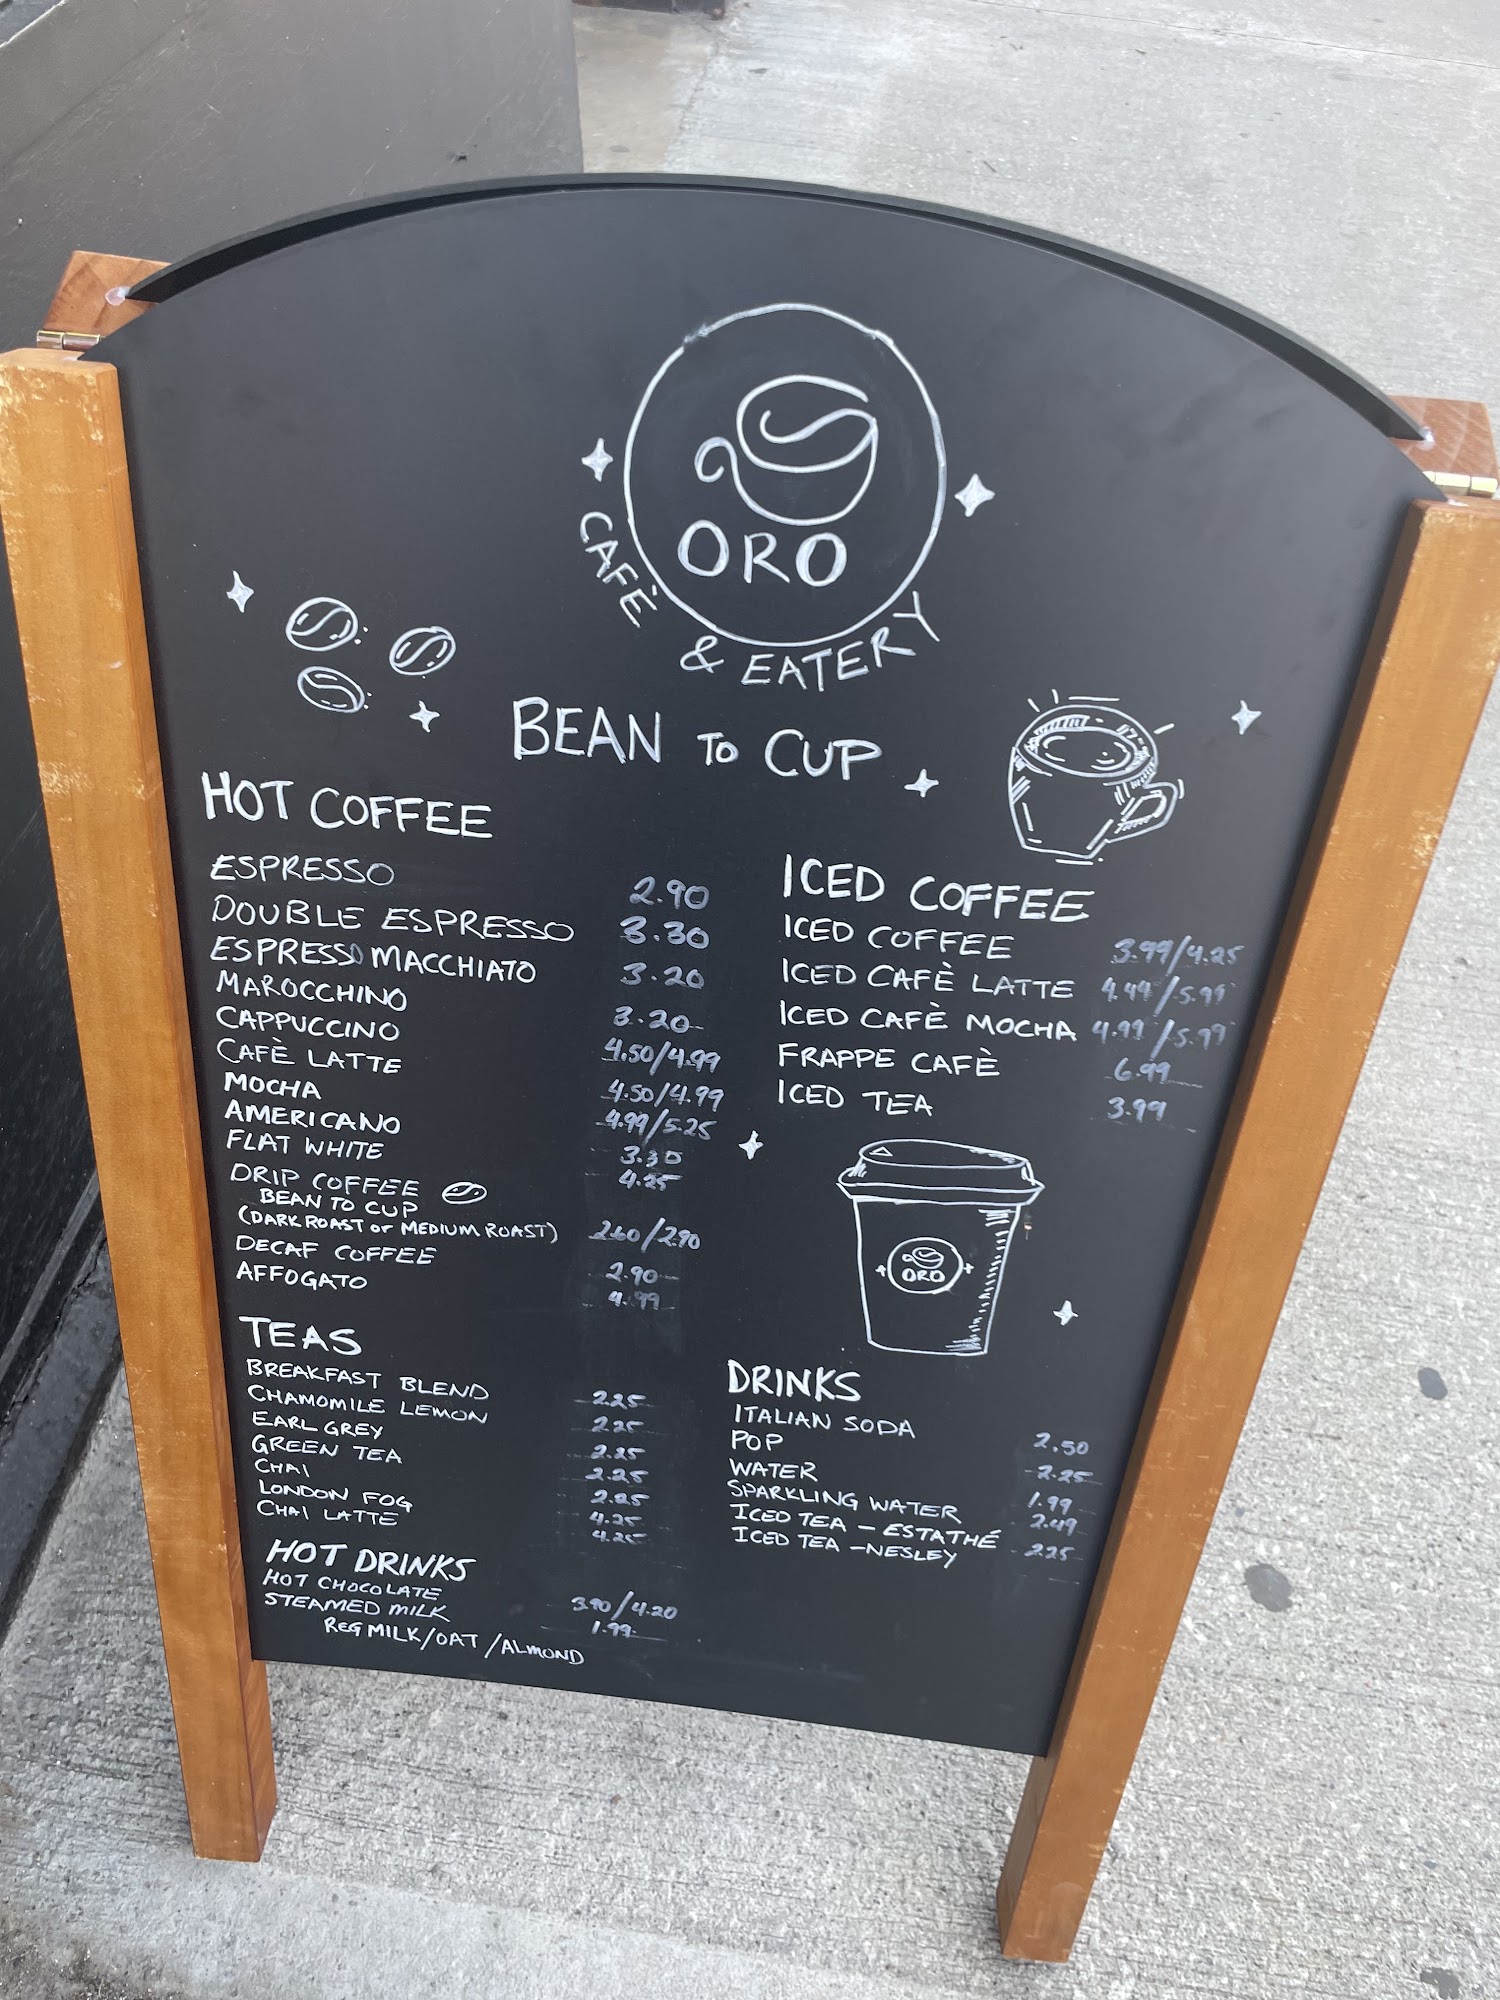 ORO
CAFÈ & EATERY
BEAN TO CUP
HOT COFFEE
ESPRESSO 2.90
DOUBLE ESPRESSO 3.30
ESPRESSO MACCHIATO 3.20
MAROCCHINO 3.20
CAPPUCCINO 4.50/4.99
CAFÈ LATTE 4.50/4.99
MOCHA 4.99/5.25
AMERICANO 3.30
FLAT WHITE 4.25
DRIP COFFEE
BEAN TO CUP
(DARK ROAST or MEDIUM ROAST) 2.60/2.90
DECAF COFFEE 2.90
AFFOGATO 4.99
TEAS
BREAKFAST BLEND 2.25
CHAMOMILE LEMON 2.25
EARL GREY 2.25
GREEN TEA 2.25
CHAI 2.25
LONDON FOG 4.25
CHAI LATTE 4.25
HOT DRINKS
HOT CHOCOLATE 3.90/4.20
STEAMED MILK 1.99
REG MILK/OAT/ALMOND
ICED COFFEE
ICED COFFEE 3.99/4.25
ICED CAFÈ LATTE 4.49/5.99
ICED CAFÈ MOCHA 4.99/5.99
FRAPPE CAFÈ 6.99
ICED TEA 3.99
ORO
DRINKS
ITALIAN SODA 2.50
POP 2.25
WATER 1.99
SPARKLING WATER 2.49
ICED TEA – ESTATHÉ 2.25
ICED TEA – NESLEY